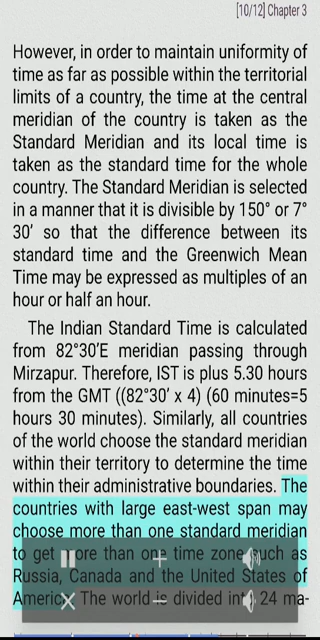 [10/12] Chapter 3
However, in order to maintain uniformity of
time as far as possible within the territorial
limits of a country, the time at the central
meridian of the country is taken as the
Standard Meridian and its local time is
taken as the standard time for the whole
country. The Standard Meridian is selected
in a manner that it is divisible by 150° or 7°
30' so that the difference between its
standard time and the Greenwich Mean
Time may be expressed as multiples of an
hour or half an hour.
The Indian Standard Time is calculated
from 82°30'E meridian passing through
Mirzapur. Therefore, IST is plus 5.30 hours
from the GMT ((82°30' x 4) (60 minutes=5
hours 30 minutes). Similarly, all countries
of the world choose the standard meridian
within their territory to determine the time
within their administrative boundaries. The
countries with large east-west span may
choose more than one standard meridian
to get more than one time zone such as
Russia, Canada and the United States of
America. The world is divided into 24 ma-